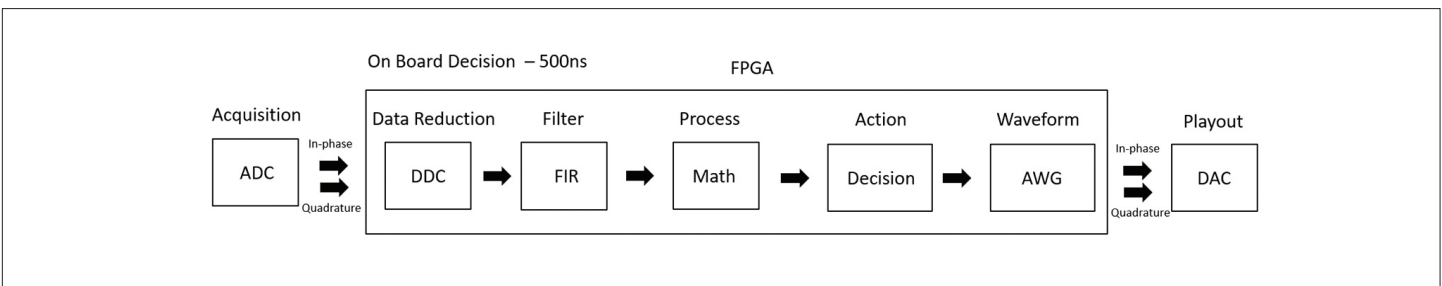 On Board Decision – 500ns
FPGA
Acquisition
Data Reduction
Filter
Process
Action
Waveform
Playout
In-phase
In-phase
ADC
DDC
FIR
Math
Decision
AWG
DAC
Quadrature
Quadrature